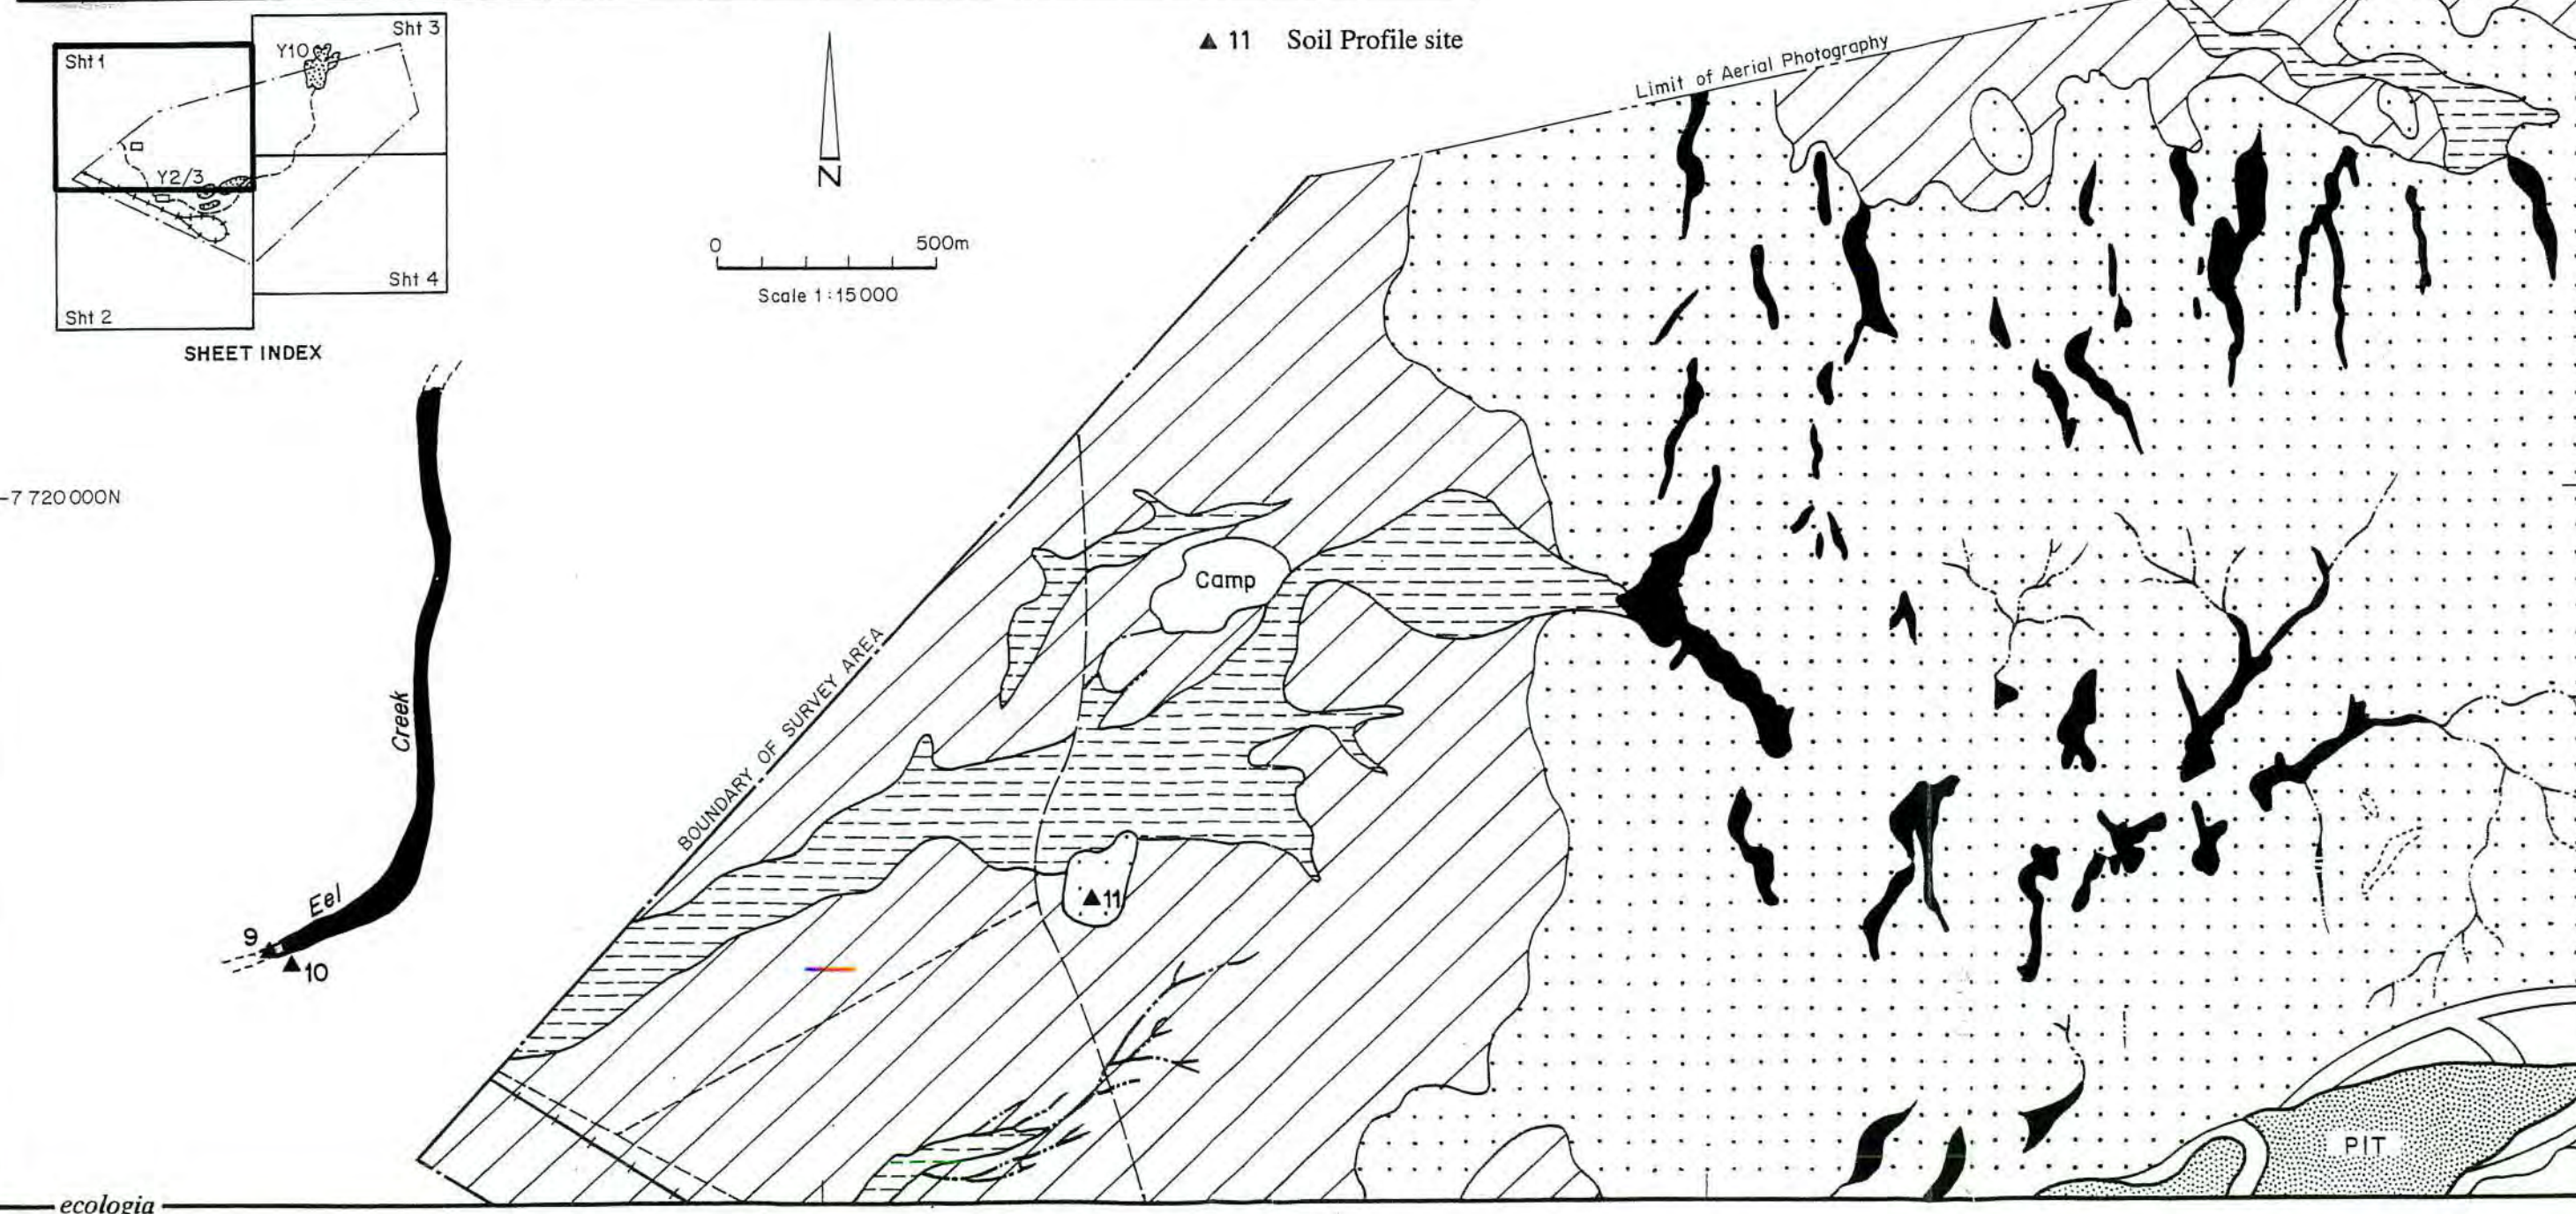 Sht 1
Sht 3
Y10
Y2/3
Sht 4
Sht 2
SHEET INDEX
N
0 500m
Scale 1:15000
▲ 11 Soil Profile site
Limit of Aerial Photography
-7 720 000N
Camp
BOUNDARY OF SURVEY AREA
Creek
Eel
9
10
11
PIT
ecologia